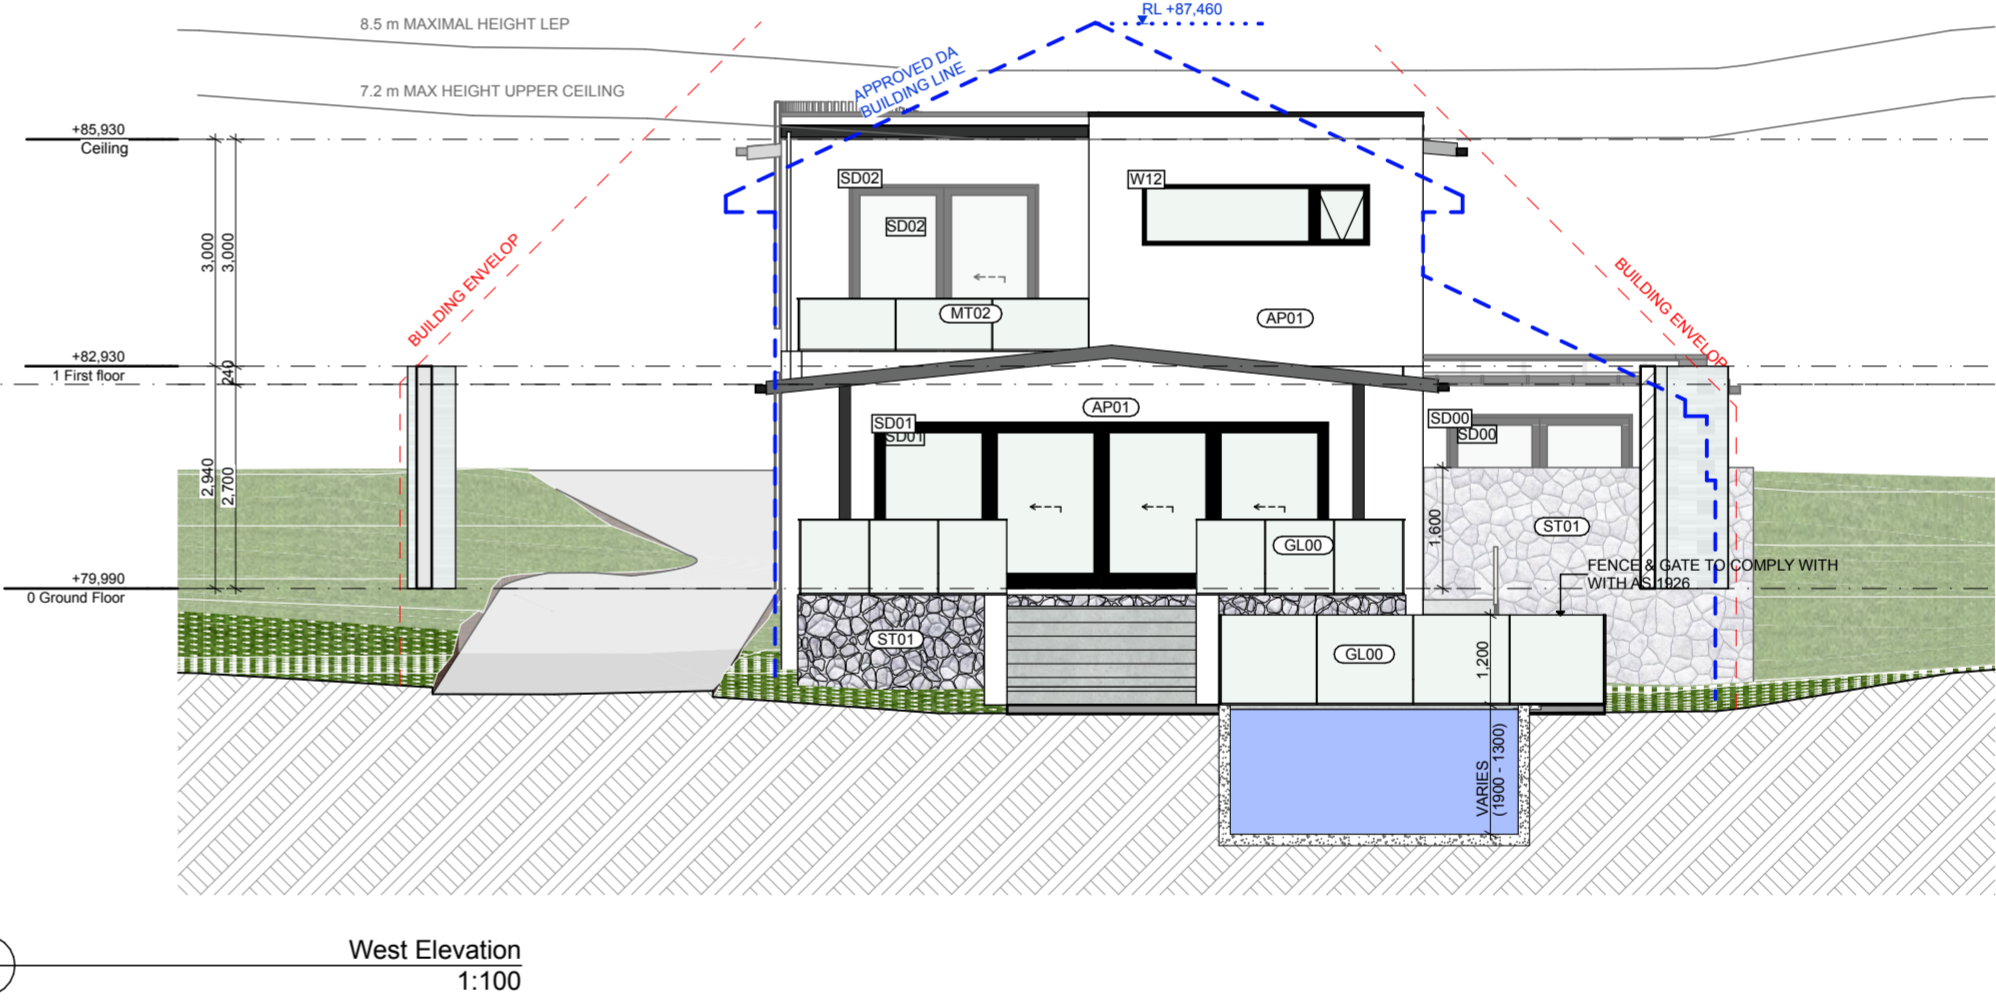 RL +87,460
8.5 m MAXIMAL HEIGHT LEP
APPROVED DA
BUILDING LINE
7.2 m MAX HEIGHT UPPER CEILING
+85,930
Ceiling
SD02
W12
SD02
3,000
3,000
BUILDING ENVELOP
BUILDING ENVELOP
MT02
AP01
+82,930
1 First floor
240
AP01
SD01
SD01
SD00
SD00
2,940
2,700
1,600
ST01
GL00
FENCE & GATE TO COMPLY WITH
WITH AS 1926
+79,990
0 Ground Floor
ST01
GL00
1,200
VARIES
(1900 - 1300)
West Elevation
1:100